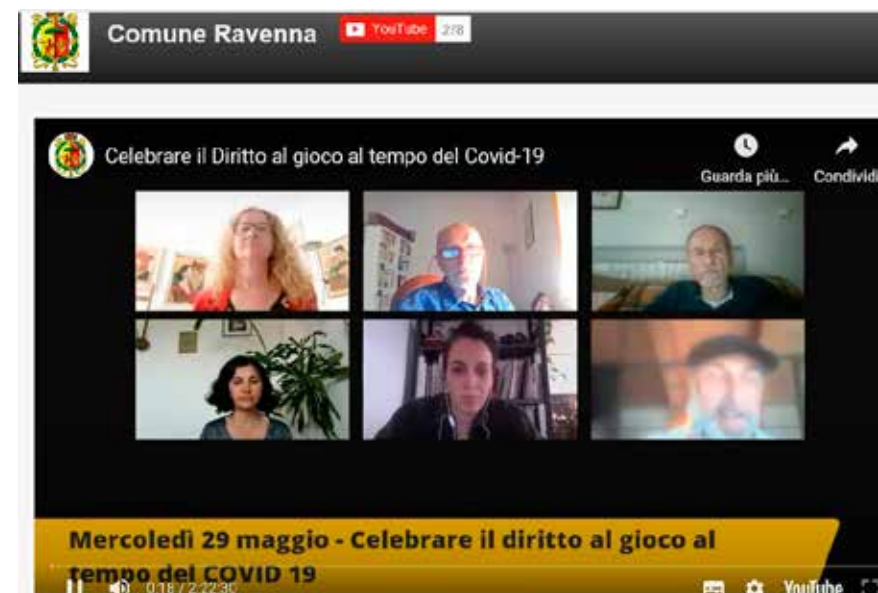 Comune Ravenna
YouTube 278
Celebrare il Diritto al gioco al tempo del Covid-19
Guarda più...
Condividi
Mercoledì 29 maggio - Celebrare il diritto al gioco al
tempo del COVID 19
0:18 / 2:22:30
YouTube